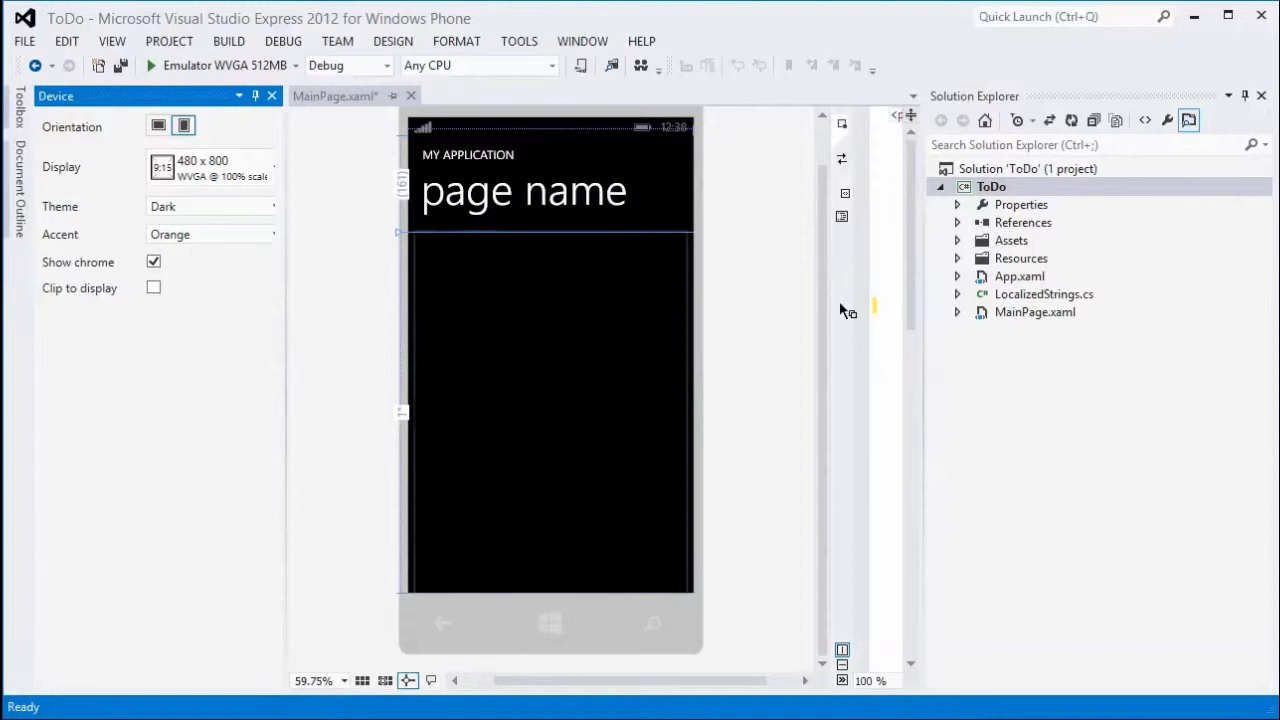 ToDo - Microsoft Visual Studio Express 2012 for Windows Phone
Quick Launch (Ctrl+Q)
FILE EDIT VIEW PROJECT BUILD DEBUG TEAM DESIGN FORMAT TOOLS WINDOW HELP
Emulator WVGA 512MB Debug Any CPU
Toolbox
Document Outline
Device
Orientation
Display
480 x 800
WVGA @ 100% scale
9:15
Theme Dark
Accent Orange
Show chrome
Clip to display
MainPage.xaml*
12:38
MY APPLICATION
page name
(161)
1*
59.75%
100 %
Solution Explorer
Search Solution Explorer (Ctrl+;)
Solution 'ToDo' (1 project)
ToDo
Properties
References
Assets
Resources
App.xaml
LocalizedStrings.cs
MainPage.xaml
Ready